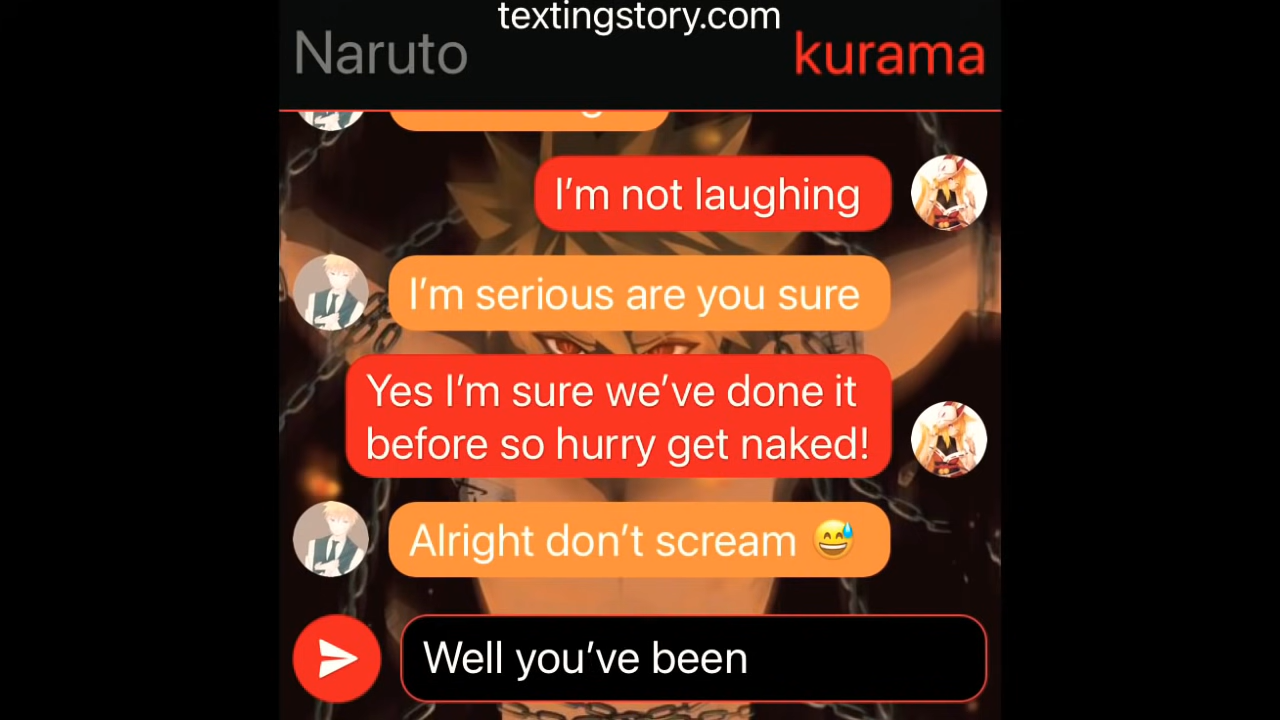 textingstory.com
Naruto
kurama
I'm not laughing
I'm serious are you sure
Yes I'm sure we've done it
before so hurry get naked!
Alright don't scream 😅
Well you've been